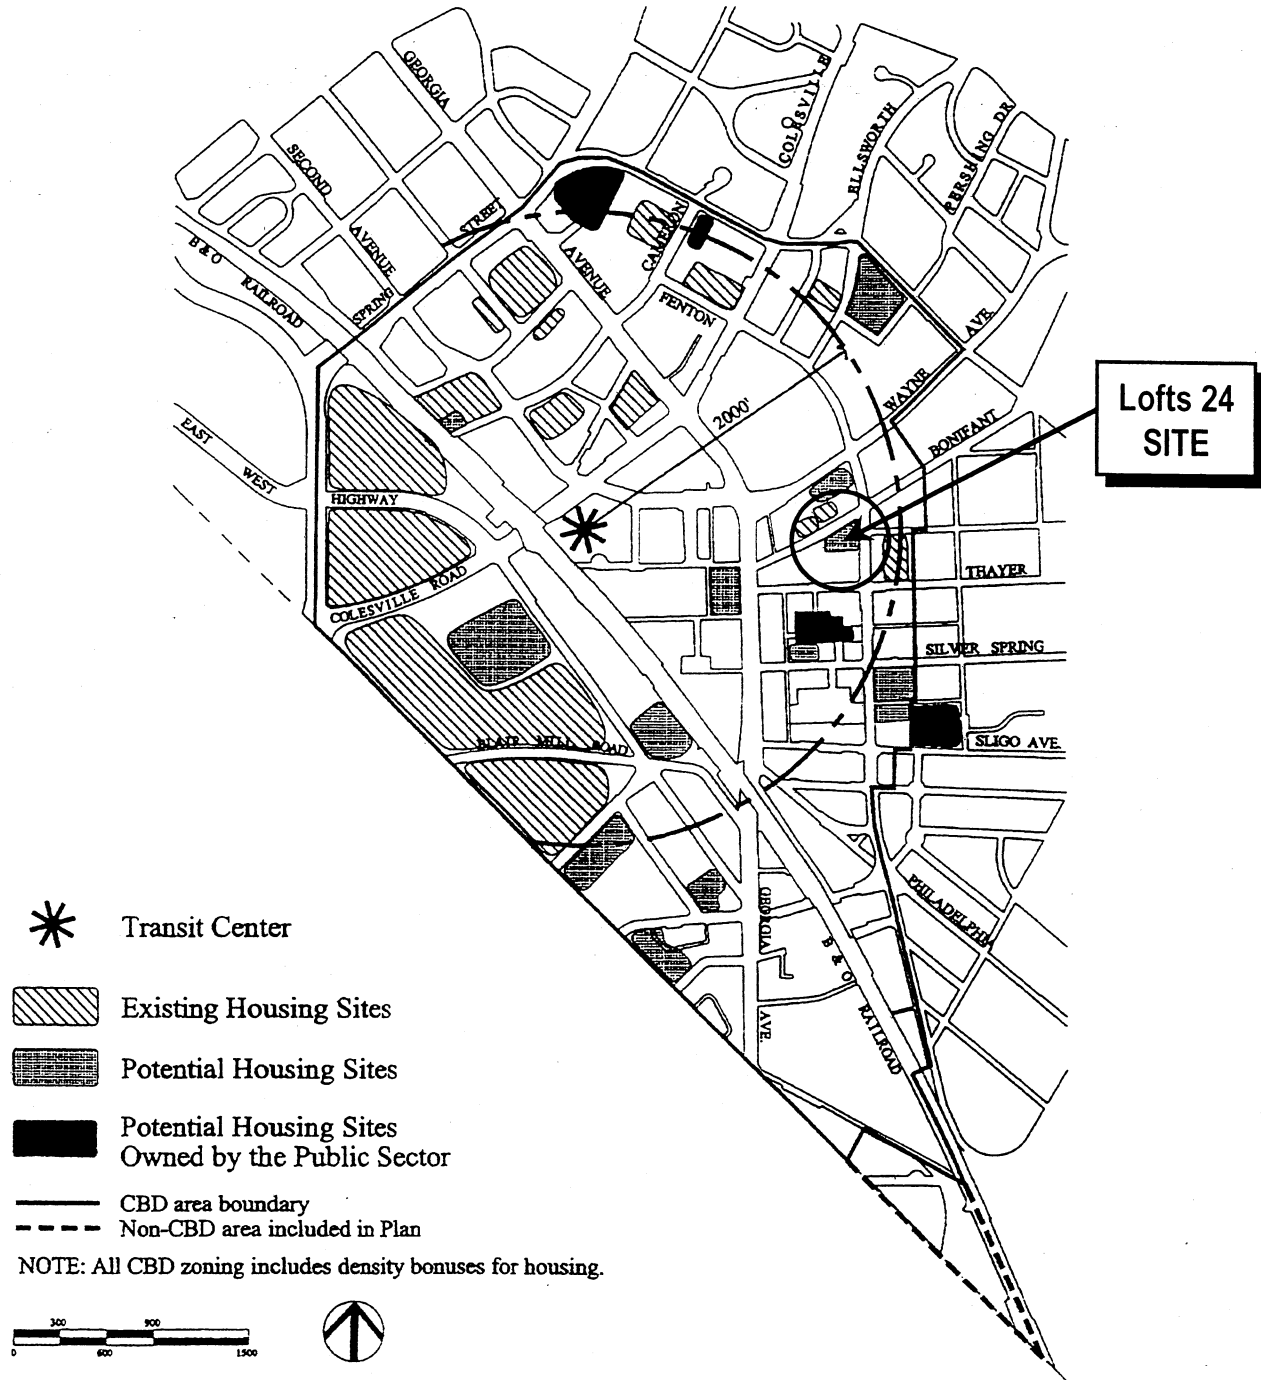 GEORGIA
COLESVILLE
ELLSWORTH
PERSHING DR
SECOND
AVENUE
STREET
SPRING
B & O
RAILROAD
CAMERON
AVENUE
FENTON
AVE.
WAYNE
BONIFANT
2000'
Lofts 24
SITE
EAST
WEST
HIGHWAY
COLESVILLE ROAD
THAYER
SILVER SPRING
SLIGO AVE.
BLAIR MILL ROAD
PHILADELPHIA
GEORGIA
AVE.
B & O
RAILROAD
Transit Center
Existing Housing Sites
Potential Housing Sites
Potential Housing Sites
Owned by the Public Sector
CBD area boundary
Non-CBD area included in Plan
NOTE: All CBD zoning includes density bonuses for housing.
300 900
0 600 1500